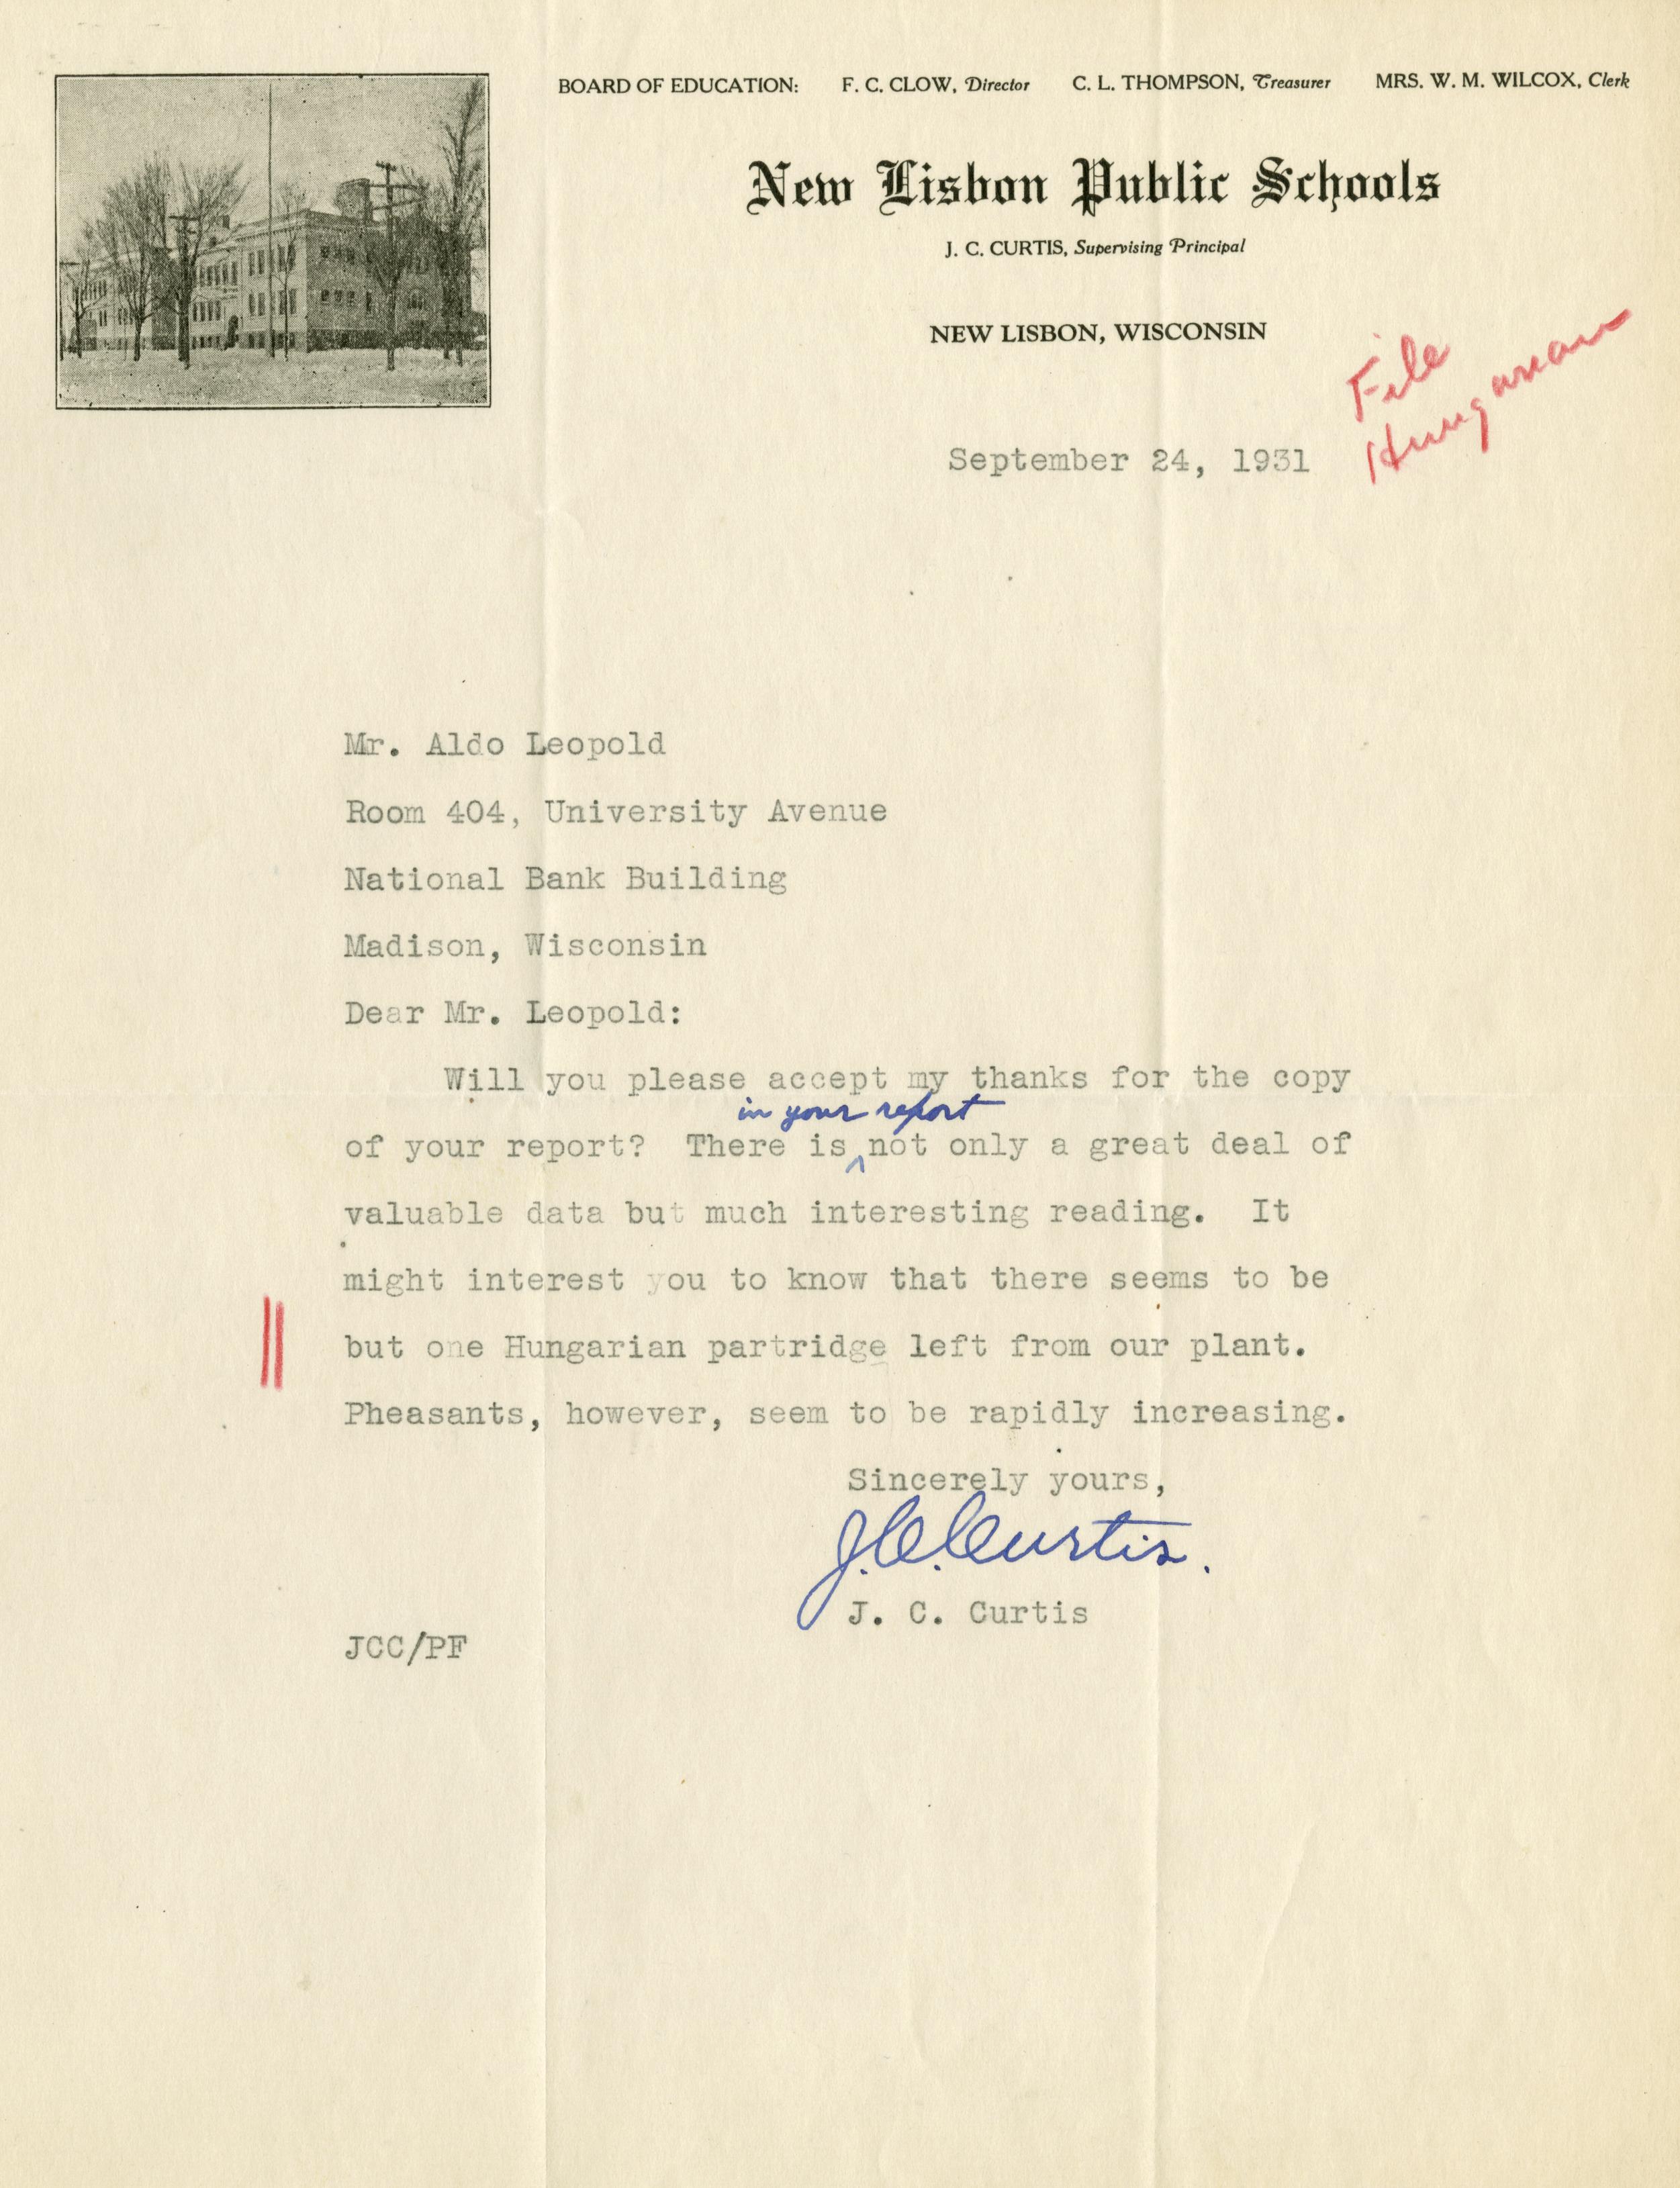 BOARD OF EDUCATION: F. C. CLOW, Director C. L. THOMPSON, Treasurer MRS. W. M. WILCOX, Clerk
New Lisbon Public Schools
J. C. CURTIS, Supervising Principal
NEW LISBON, WISCONSIN
File
Hungarian
September 24, 1931
Mr. Aldo Leopold
Room 404, University Avenue
National Bank Building
Madison, Wisconsin
Dear Mr. Leopold:
Will you please accept my thanks for the copy
in your report
of your report? There is ^ not only a great deal of
valuable data but much interesting reading. It
might interest you to know that there seems to be
but one Hungarian partridge left from our plant.
Pheasants, however, seem to be rapidly increasing.
Sincerely yours,
J. C. Curtis.
J. C. Curtis
JCC/PF